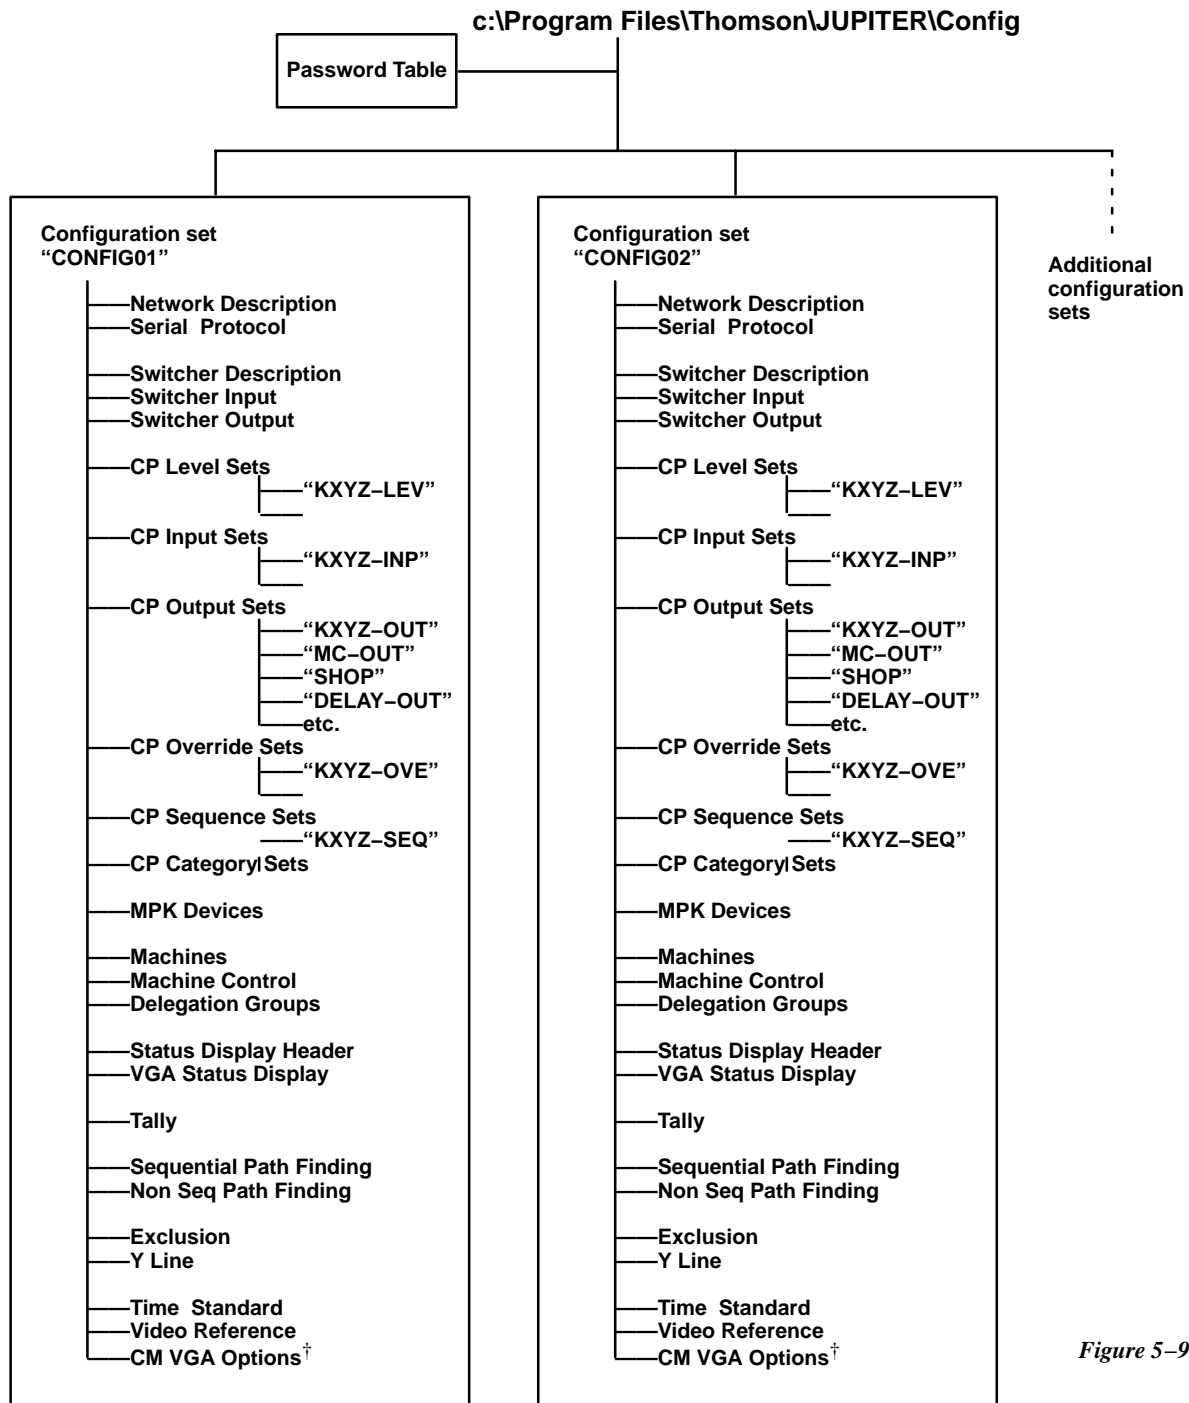 c:\Program Files\Thomson\JUPITER\Config
Password Table
Configuration set
“CONFIG01”
Network Description
Serial Protocol
Switcher Description
Switcher Input
Switcher Output
CP Level Sets
“KXYZ–LEV”
CP Input Sets
“KXYZ–INP”
CP Output Sets
“KXYZ–OUT”
“MC–OUT”
“SHOP”
“DELAY–OUT”
etc.
CP Override Sets
“KXYZ–OVE”
CP Sequence Sets
“KXYZ–SEQ”
CP Category Sets
MPK Devices
Machines
Machine Control
Delegation Groups
Status Display Header
VGA Status Display
Tally
Sequential Path Finding
Non Seq Path Finding
Exclusion
Y Line
Time Standard
Video Reference
CM VGA Options†
Configuration set
“CONFIG02”
Network Description
Serial Protocol
Switcher Description
Switcher Input
Switcher Output
CP Level Sets
“KXYZ–LEV”
CP Input Sets
“KXYZ–INP”
CP Output Sets
“KXYZ–OUT”
“MC–OUT”
“SHOP”
“DELAY–OUT”
etc.
CP Override Sets
“KXYZ–OVE”
CP Sequence Sets
“KXYZ–SEQ”
CP Category Sets
MPK Devices
Machines
Machine Control
Delegation Groups
Status Display Header
VGA Status Display
Tally
Sequential Path Finding
Non Seq Path Finding
Exclusion
Y Line
Time Standard
Video Reference
CM VGA Options†
Additional
configuration
sets
Figure 5–9